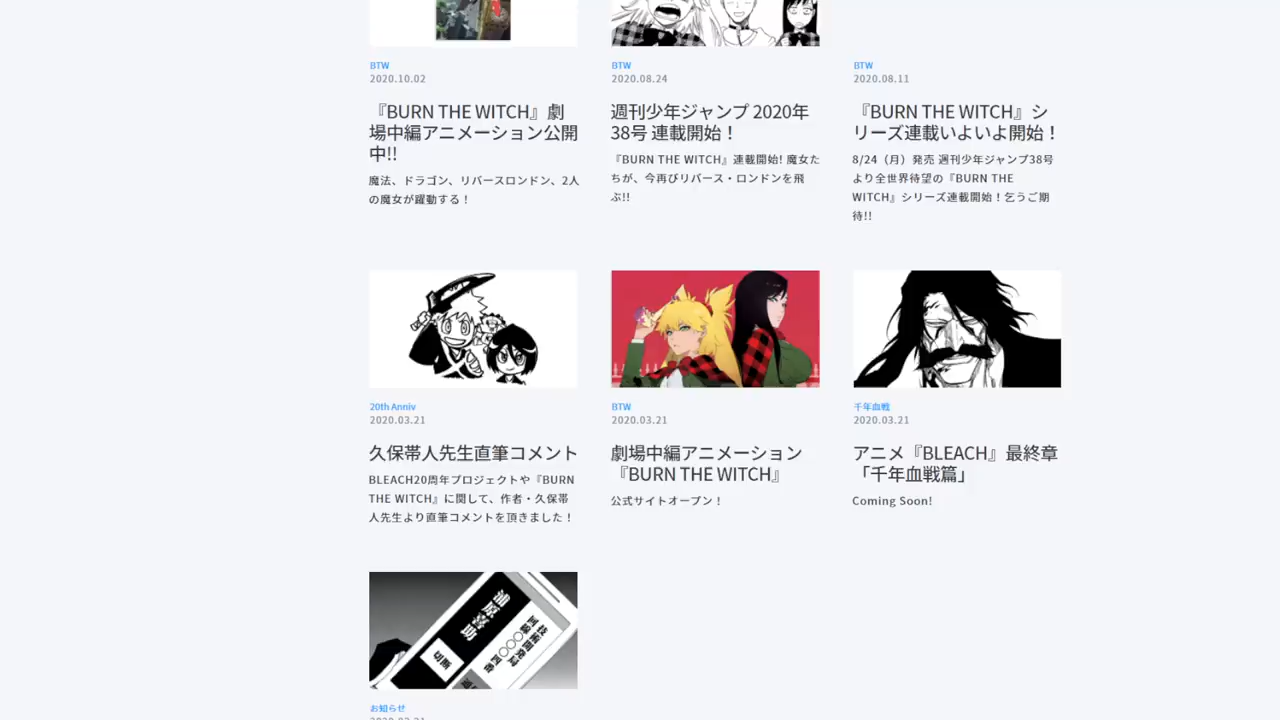 BTW
2020.10.02
『BURN THE WITCH』劇
場中編アニメーション公開
中!!
魔法、ドラゴン、リバースロンドン、2人
の魔女が躍動する！
BTW
2020.08.24
週刊少年ジャンプ 2020年
38号 連載開始！
『BURN THE WITCH』連載開始! 魔女た
ちが、今再びリバース・ロンドンを飛
ぶ!!
BTW
2020.08.11
『BURN THE WITCH』シ
リーズ連載いよいよ開始！
8/24（月）発売 週刊少年ジャンプ38号
より全世界待望の『BURN THE
WITCH』シリーズ連載開始！乞うご期
待!!
20th Anniv
2020.03.21
久保帯人先生直筆コメント
BLEACH20周年プロジェクトや『BURN
THE WITCH』に関して、作者・久保帯
人先生より直筆コメントを頂きました！
BTW
2020.03.21
劇場中編アニメーション
『BURN THE WITCH』
公式サイトオープン！
千年血戦
2020.03.21
アニメ『BLEACH』最終章
「千年血戦篇」
Coming Soon!
浦原喜助
技術開発局
お知らせ
2020.03.21